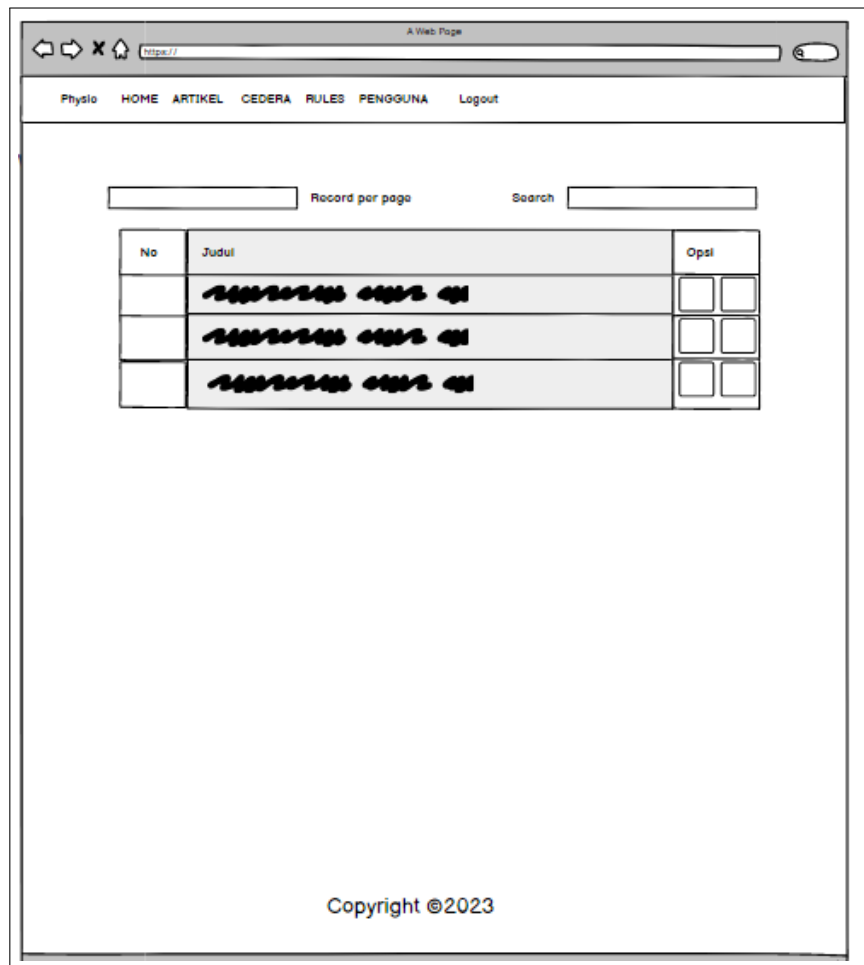 A Web Page
https://
Physio HOME ARTIKEL CEDERA RULES PENGGUNA Logout
Record per page Search
No Judul Opsi
Copyright ©2023